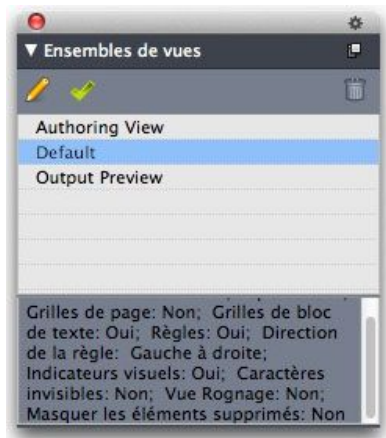 Ensembles de vues
Authoring View
Default
Output Preview
Grilles de page: Non; Grilles de bloc
de texte: Oui; Règles: Oui; Direction
de la règle: Gauche à droite;
Indicateurs visuels: Oui; Caractères
invisibles: Non; Vue Rognage: Non;
Masquer les éléments supprimés: Non